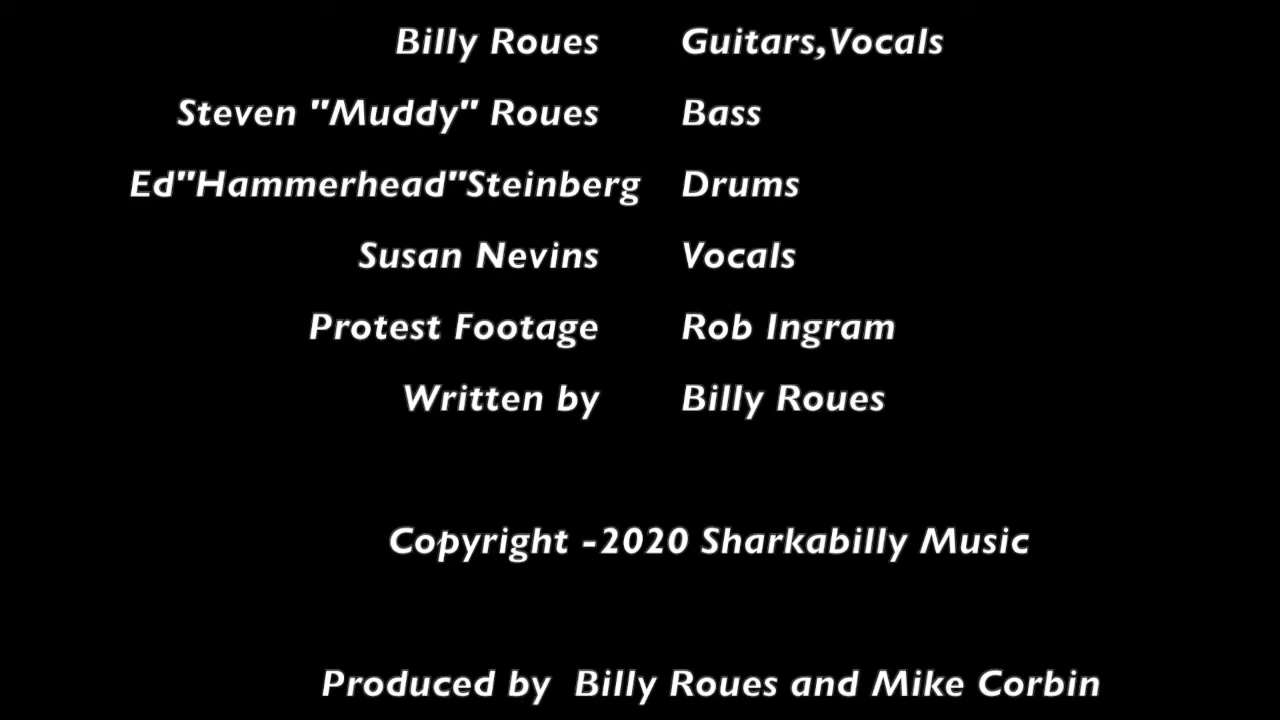 Billy Roues Guitars,Vocals
Steven "Muddy" Roues Bass
Ed"Hammerhead"Steinberg Drums
Susan Nevins Vocals
Protest Footage Rob Ingram
Written by Billy Roues
Copyright -2020 Sharkabilly Music
Produced by Billy Roues and Mike Corbin